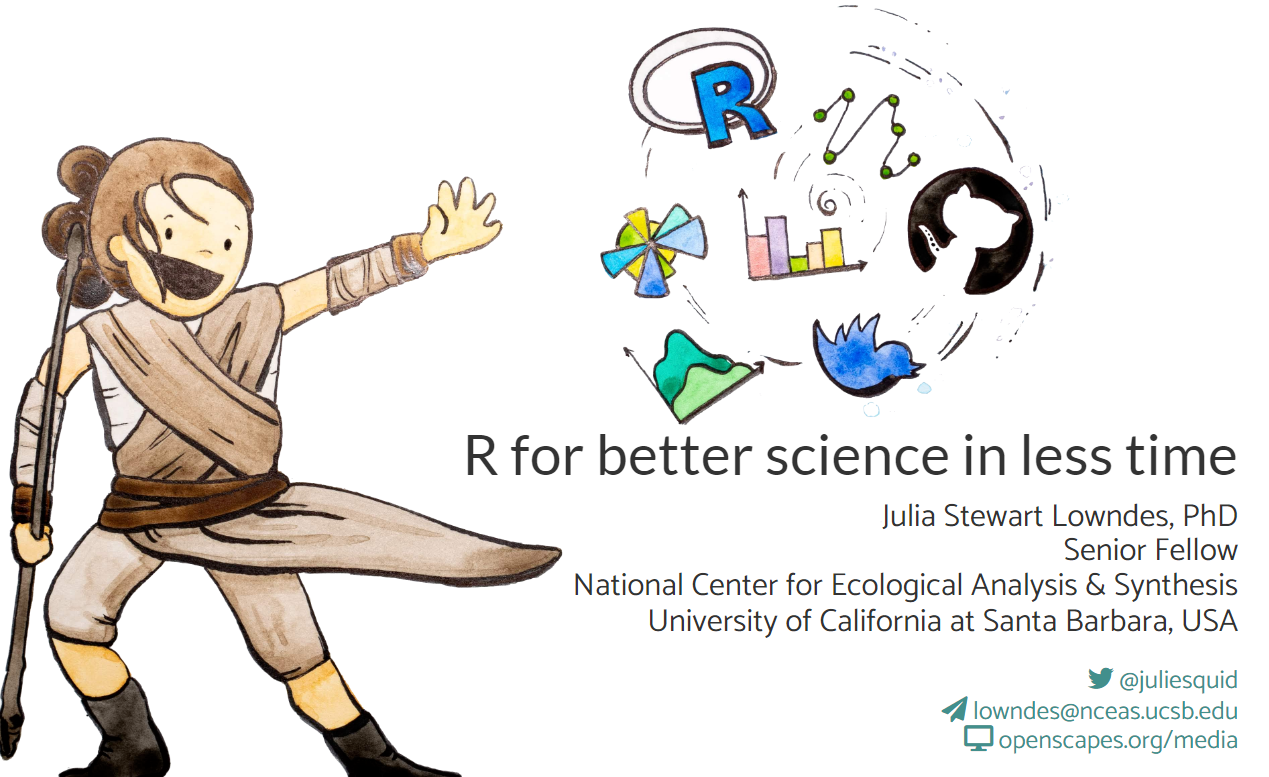 R
R for better science in less time
Julia Stewart Lowndes, PhD
Senior Fellow
National Center for Ecological Analysis & Synthesis
University of California at Santa Barbara, USA
@juliesquid
lowndes@nceas.ucsb.edu
openscapes.org/media